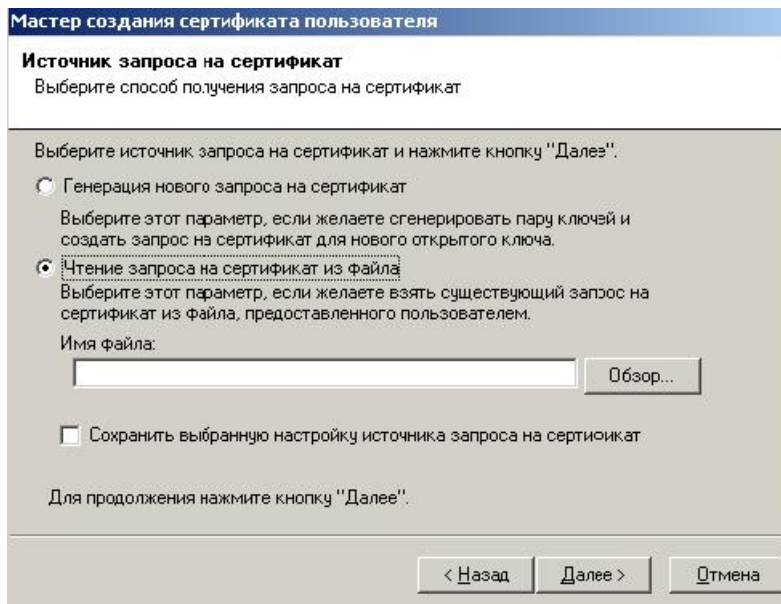 Мастер создания сертификата пользователя
Источник запроса на сертификат
Выберите способ получения запроса на сертификат
Выберите источник запроса на сертификат и нажмите кнопку "Далее".
Генерация нового запроса на сертификат
Выберите этот параметр, если желаете сгенерировать пару ключей и
создать запрос на сертификат для нового открытого ключа.
Чтение запроса на сертификат из файла
Выберите этот параметр, если желаете взять существующий запрос на
сертификат из файла, предоставленного пользователем.
Имя файла:
Обзор...
Сохранить выбранную настройку источника запроса на сертификат
Для продолжения нажмите кнопку "Далее".
< Назад Далее > Отмена